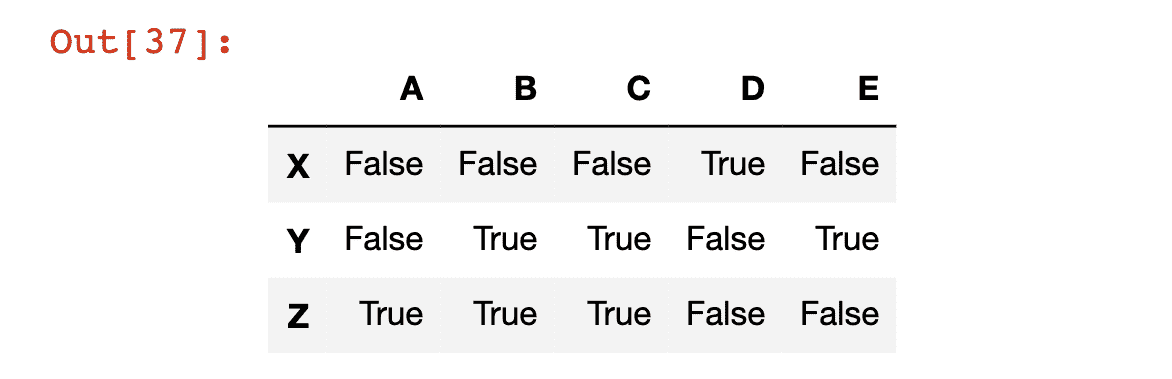 Out[37]:
A B C D E
X False False False True False
Y False True True False True
Z True True True False False